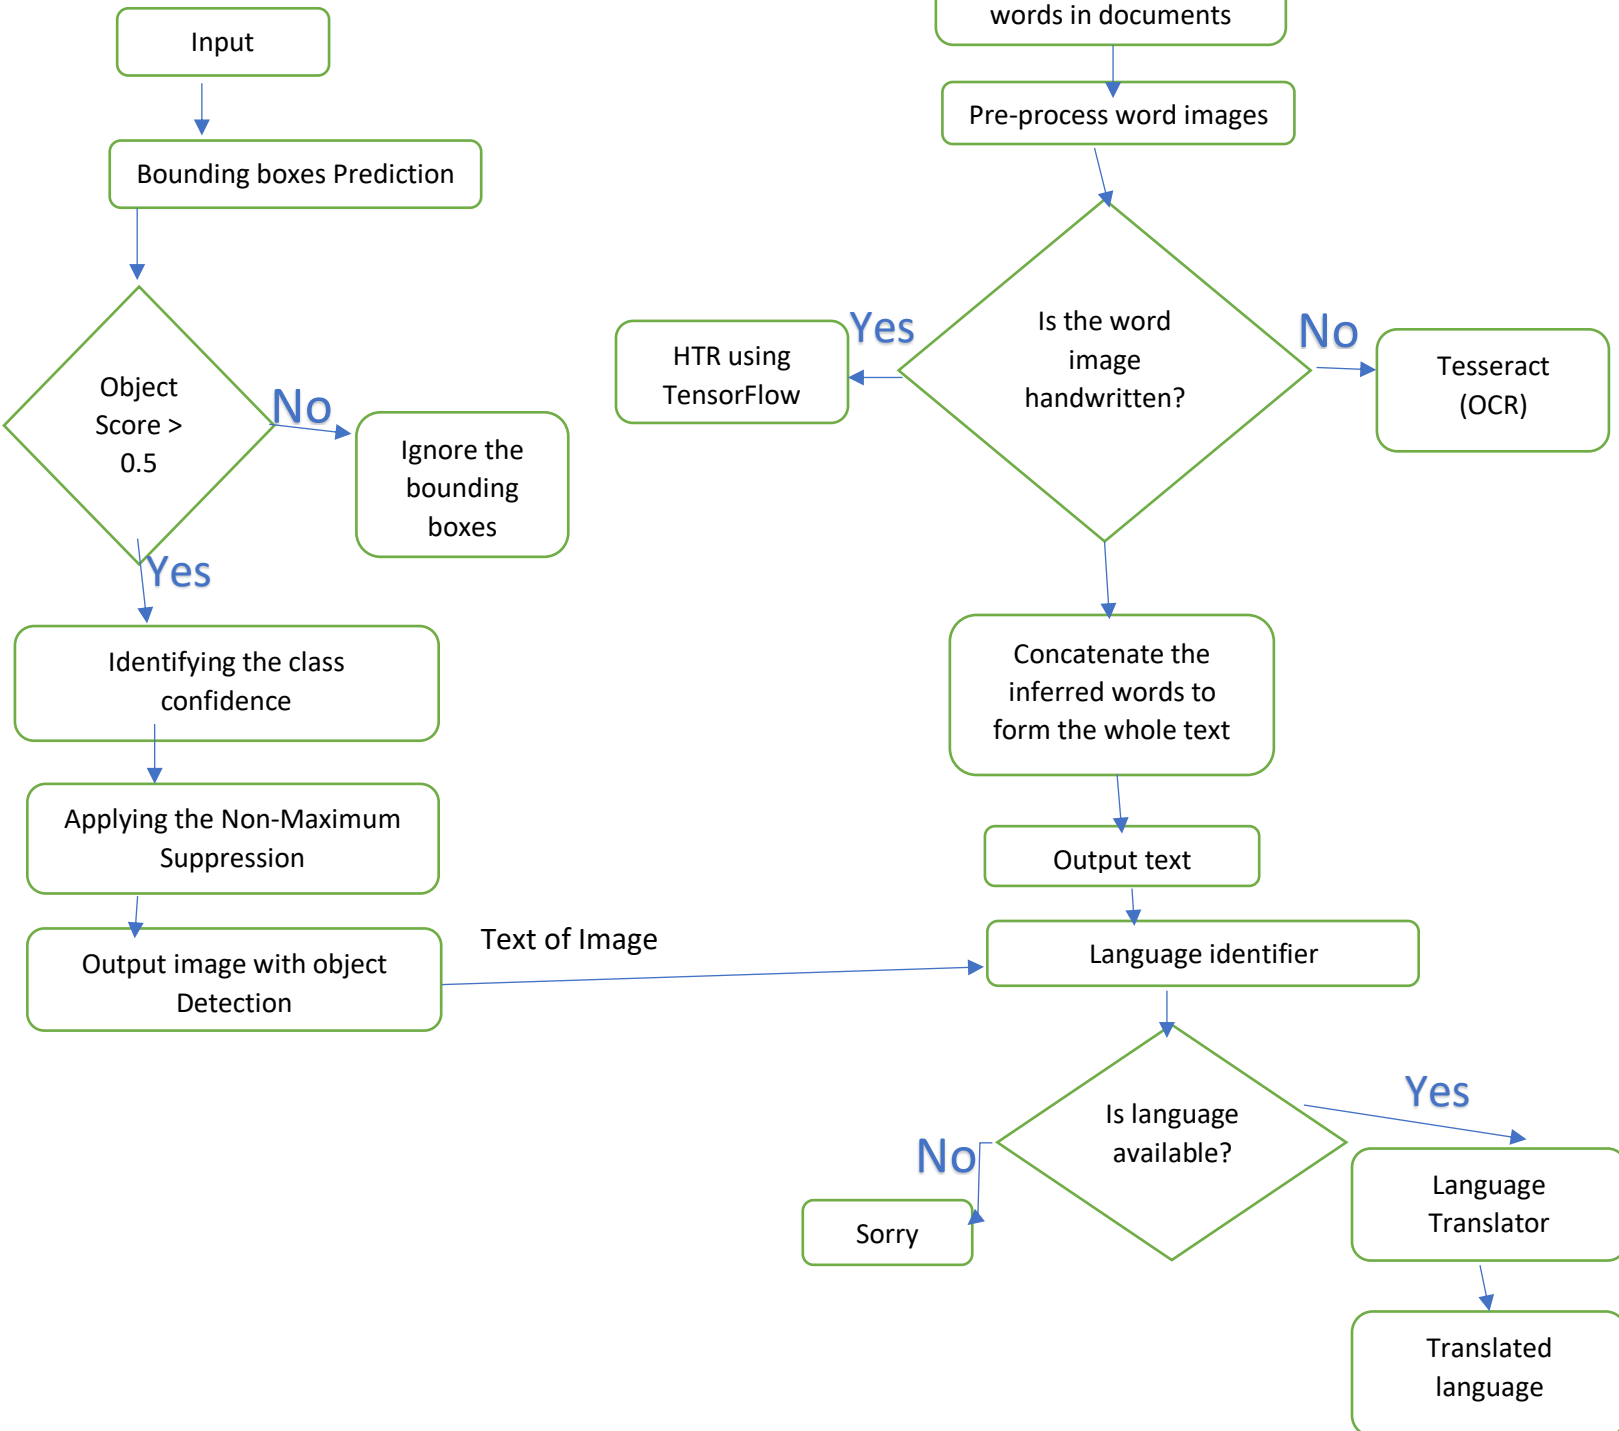 Input
Bounding boxes Prediction
Object
Score >
0.5
No
Ignore the
bounding
boxes
Yes
Identifying the class
confidence
Applying the Non-Maximum
Suppression
Output image with object
Detection
Text of Image
words in documents
Pre-process word images
Is the word
image
handwritten?
Yes
HTR using
TensorFlow
No
Tesseract
(OCR)
Concatenate the
inferred words to
form the whole text
Output text
Language identifier
Is language
available?
No
Sorry
Yes
Language
Translator
Translated
language